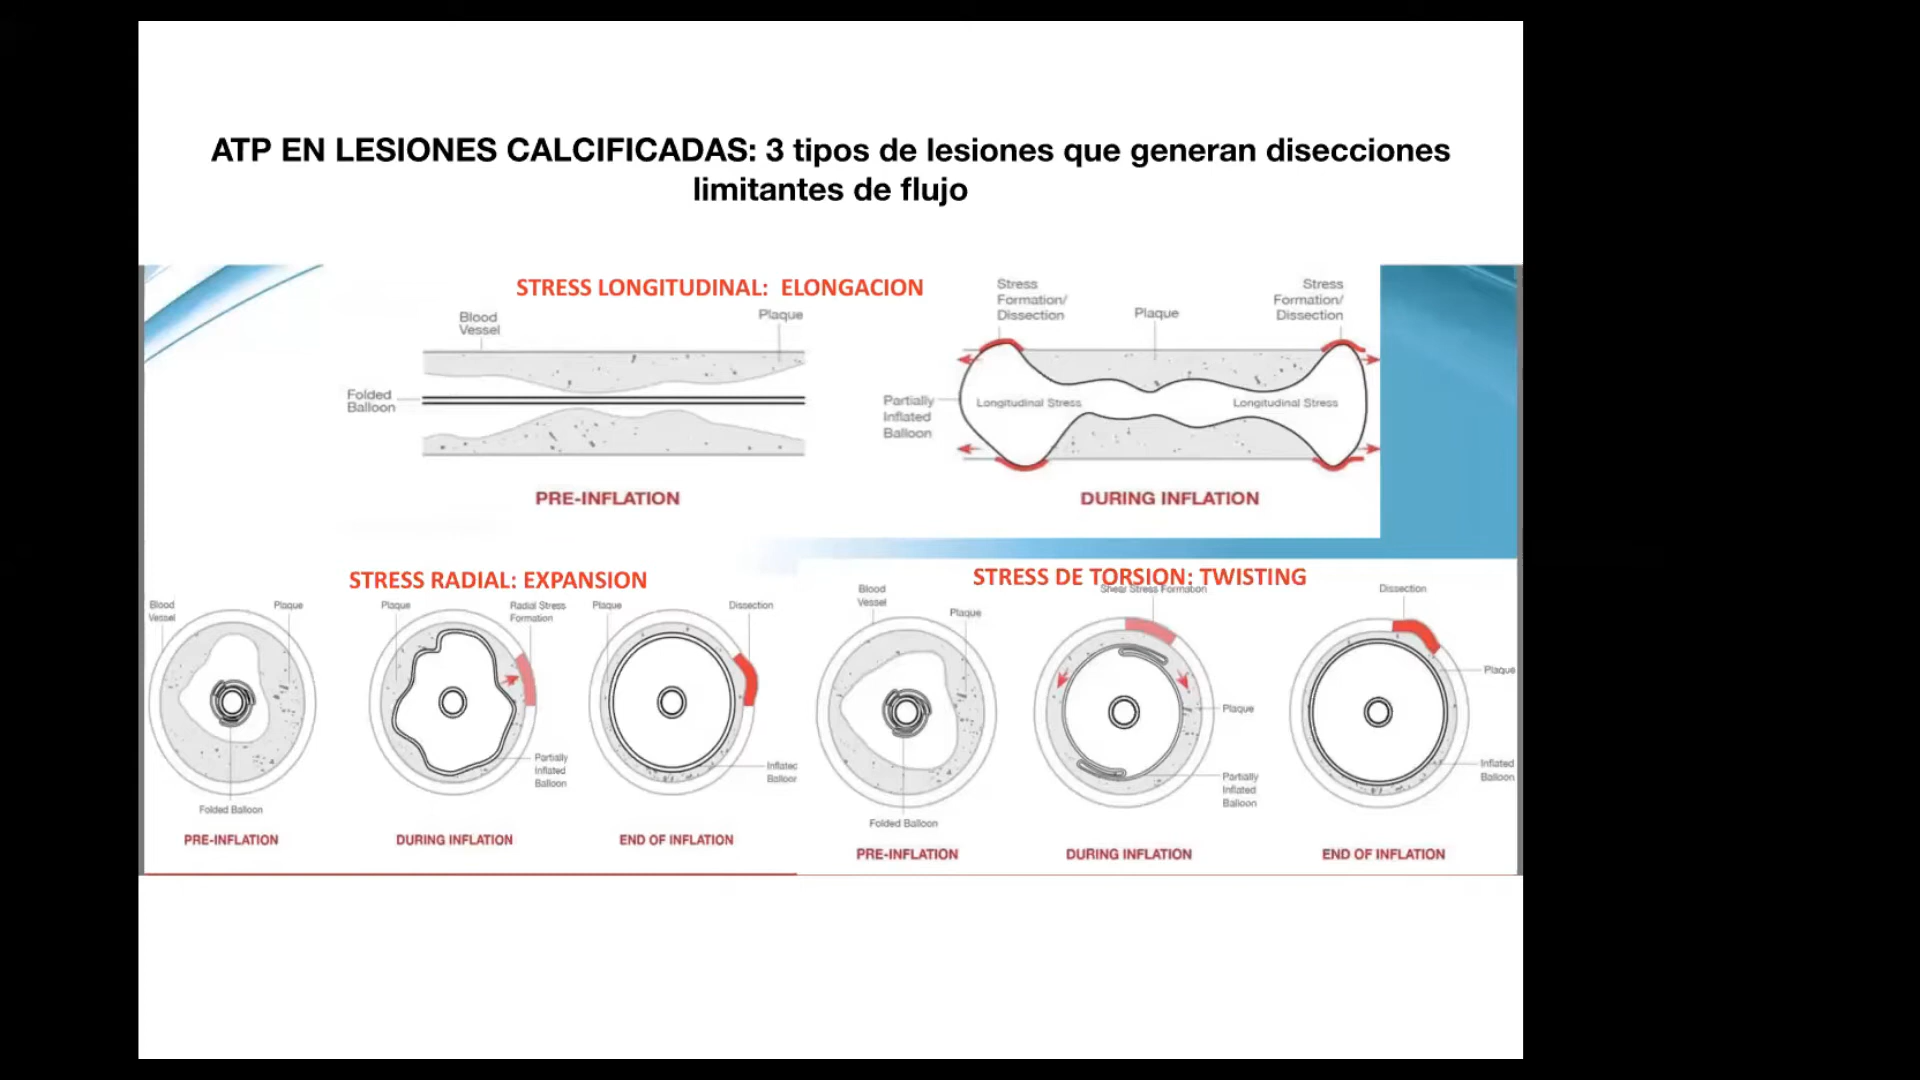 ATP EN LESIONES CALCIFICADAS: 3 tipos de lesiones que generan disecciones
limitantes de flujo
STRESS LONGITUDINAL: ELONGACION
Blood
Vessel
Plaque
Folded
Balloon
PRE-INFLATION
Stress
Formation/
Dissection
Plaque
Stress
Formation/
Dissection
Partially
Inflated
Balloon
Longitudinal Stress
Longitudinal Stress
DURING INFLATION
STRESS RADIAL: EXPANSION
Blood
Vessel
Plaque
Folded Balloon
PRE-INFLATION
Plaque
Radial Stress
Formation
Partially
Inflated
Balloon
DURING INFLATION
Plaque
Dissection
Inflated
Balloon
END OF INFLATION
STRESS DE TORSION: TWISTING
Blood
Vessel
Plaque
Folded Balloon
PRE-INFLATION
Shear Stress Formation
Plaque
Partially
Inflated
Balloon
DURING INFLATION
Dissection
Plaque
Inflated
Balloon
END OF INFLATION